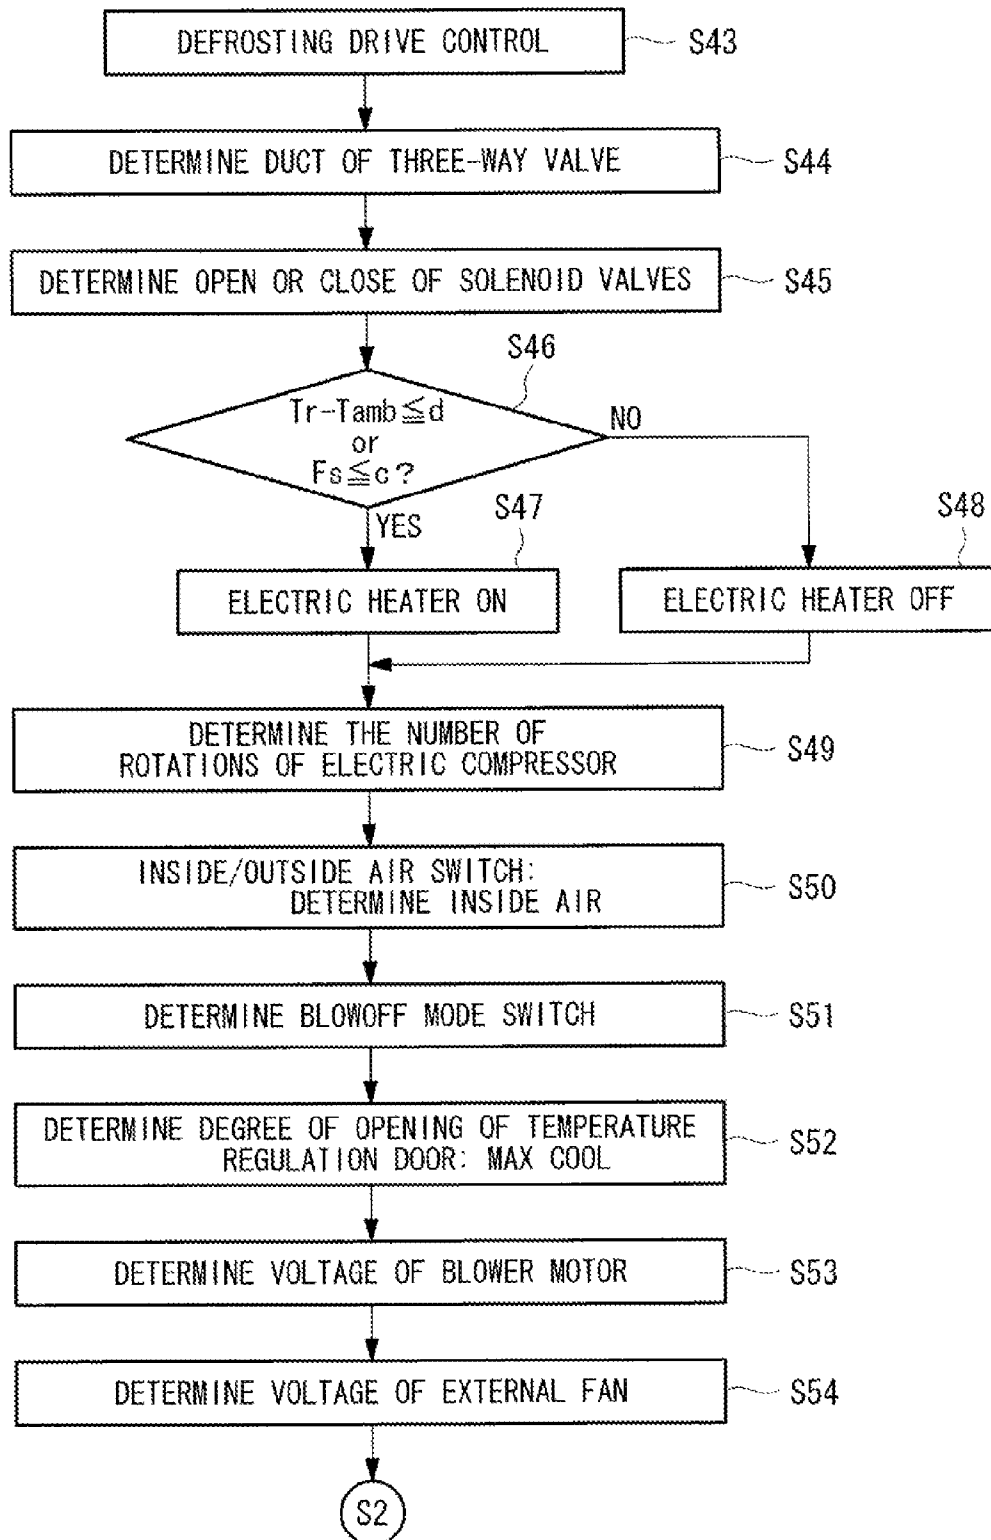 DEFROSTING DRIVE CONTROL
S43
DETERMINE DUCT OF THREE-WAY VALVE
S44
DETERMINE OPEN OR CLOSE OF SOLENOID VALVES
S45
S46
Tr-Tamb≦d
or
Fs≦c?
NO
YES
S47
S48
ELECTRIC HEATER ON
ELECTRIC HEATER OFF
DETERMINE THE NUMBER OF
ROTATIONS OF ELECTRIC COMPRESSOR
S49
INSIDE/OUTSIDE AIR SWITCH:
DETERMINE INSIDE AIR
S50
DETERMINE BLOWOFF MODE SWITCH
S51
DETERMINE DEGREE OF OPENING OF TEMPERATURE
REGULATION DOOR: MAX COOL
S52
DETERMINE VOLTAGE OF BLOWER MOTOR
S53
DETERMINE VOLTAGE OF EXTERNAL FAN
S54
S2